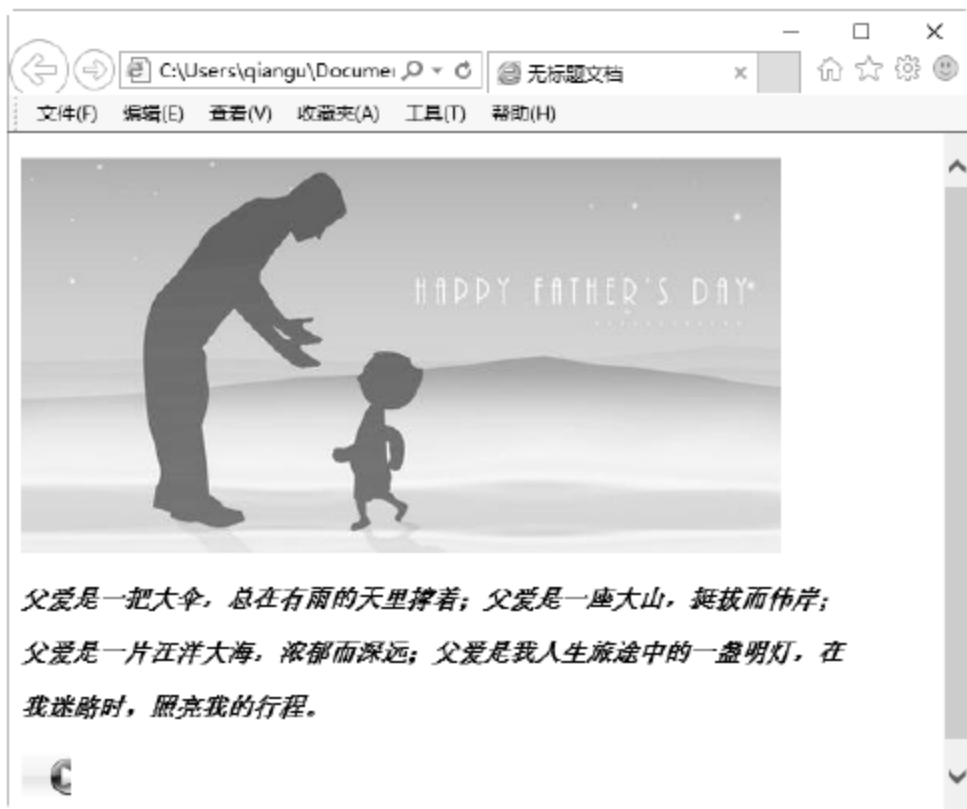 C:\Users\qiangu\Documei
无标题文档
文件(F) 编辑(E) 查看(V) 收藏夹(A) 工具(T) 帮助(H)
HAPPY FATHER'S DAY
父爱是一把大伞，总在有雨的天里撑着；父爱是一座大山，挺拔而伟岸；
父爱是一片汪洋大海，浓郁而深远；父爱是我人生旅途中的一盏明灯，在
我迷路时，照亮我的行程。